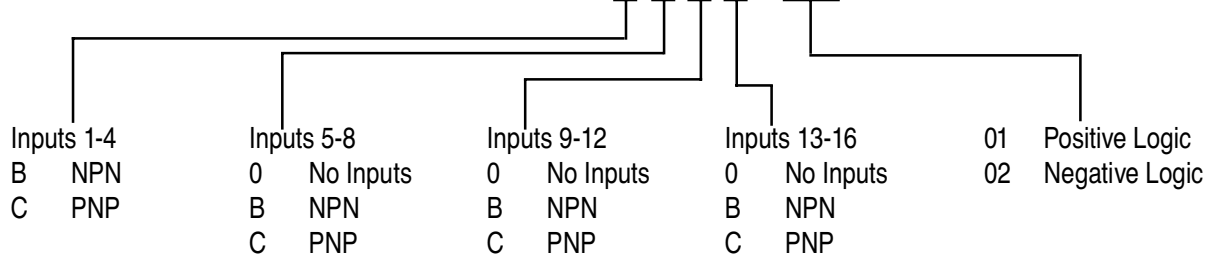 Inputs 1-4
B NPN
C PNP
Inputs 5-8
0 No Inputs
B NPN
C PNP
Inputs 9-12
0 No Inputs
B NPN
C PNP
Inputs 13-16
0 No Inputs
B NPN
C PNP
01 Positive Logic
02 Negative Logic